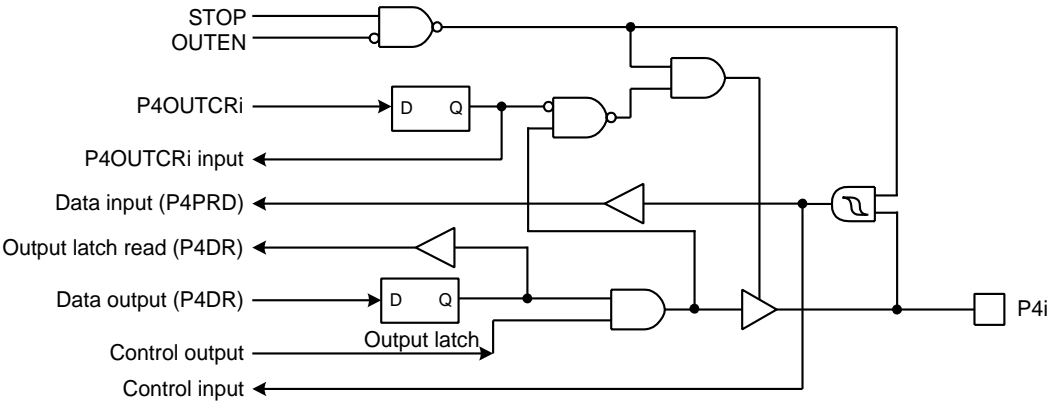 STOP
OUTEN
P4OUTCRi
D Q
P4OUTCRi input
Data input (P4PRD)
Output latch read (P4DR)
Data output (P4DR)
D Q
P4i
Output latch
Control output
Control input